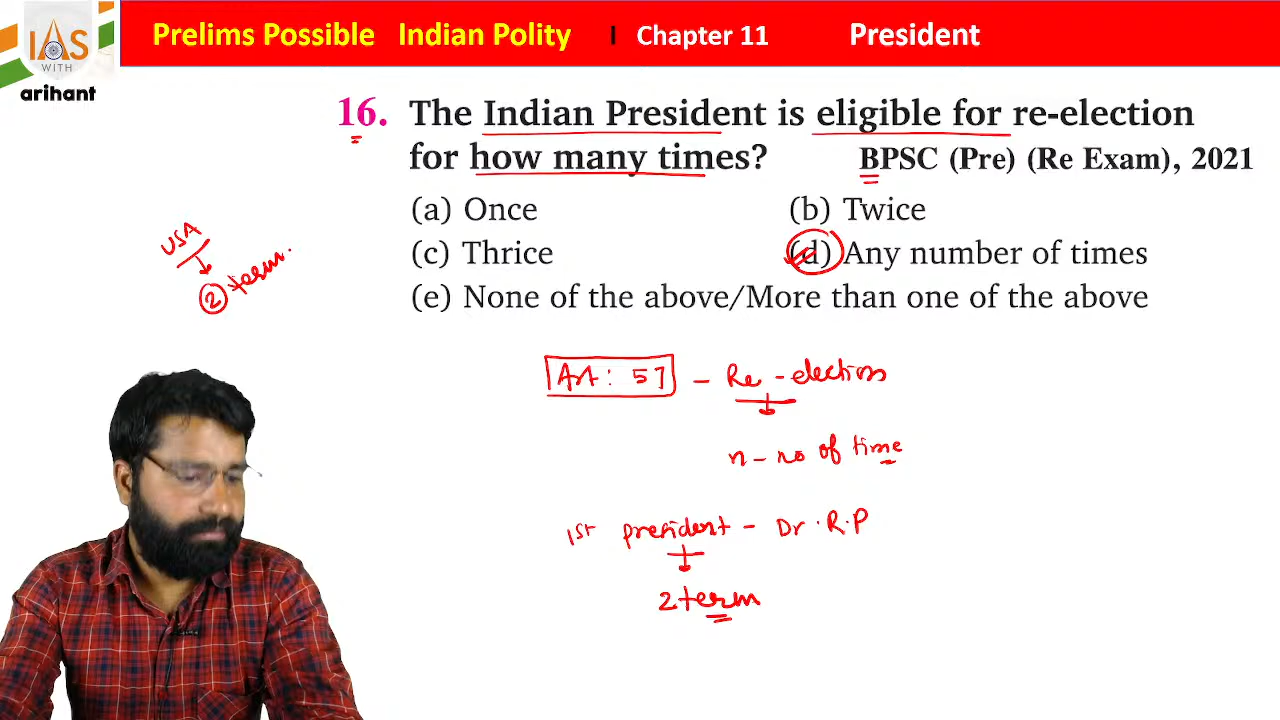 IAS
WITH
arihant
Prelims Possible Indian Polity | Chapter 11 President
16. The Indian President is eligible for re-election
for how many times? BPSC (Pre) (Re Exam), 2021
(a) Once (b) Twice
(c) Thrice (d) Any number of times
(e) None of the above/More than one of the above
USA
2 term.
Art: 57 - Re-election
n - no of time
1st president - Dr. R.P
2 term